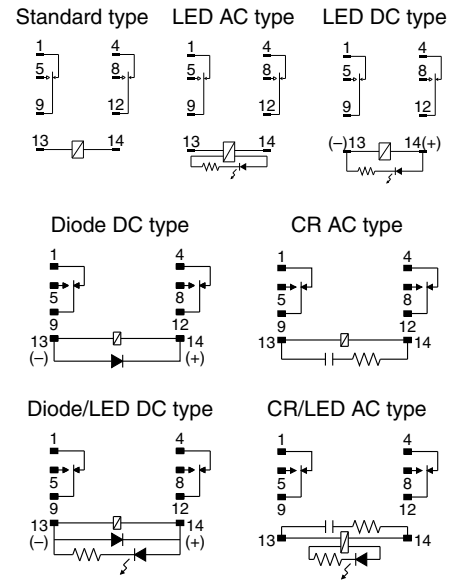 Standard type LED AC type LED DC type
1 4 1 4 1 4
5 8 5 8 5 8
9 12 9 12 9 12
13 14 13 14 (–)13 14(+)
Diode DC type CR AC type
1 4 1 4
5 8 5 8
9 12 9 12
13 14 13 14
(–) (+)
Diode/LED DC type CR/LED AC type
1 4 1 4
5 8 5 8
9 12 9 12
13 14 13 14
(–) (+)